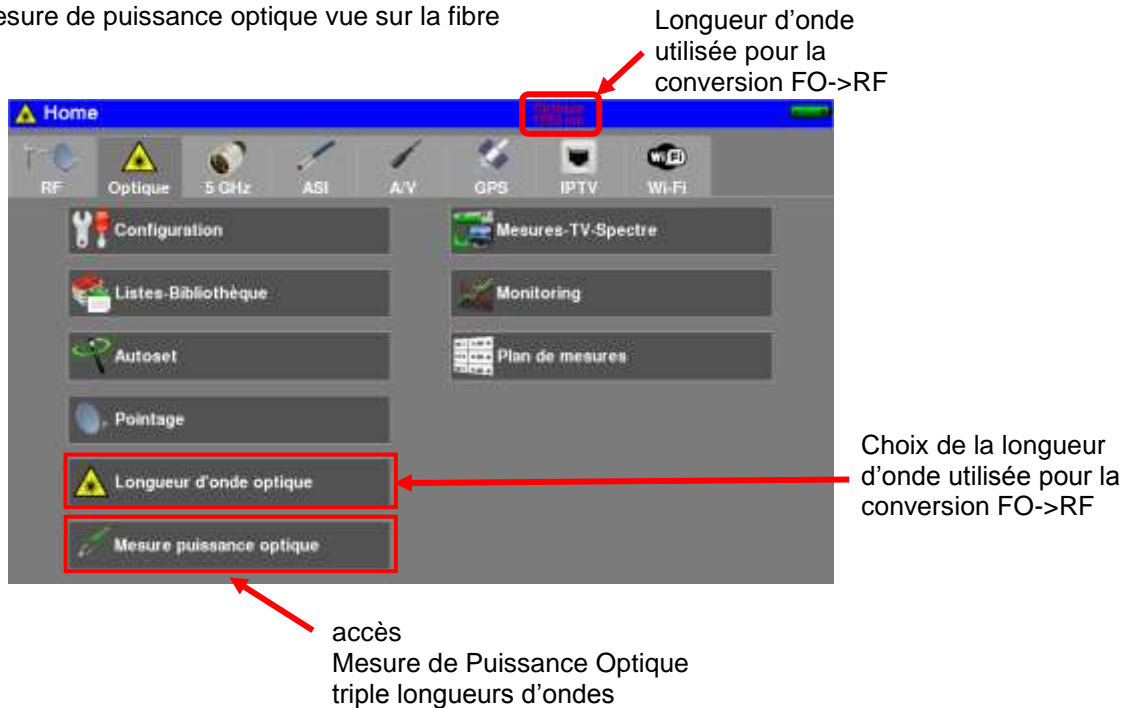 esure de puissance optique vue sur la fibre
Longueur d'onde
utilisée pour la
conversion FO->RF
Home
RF
Optique
5 GHz
ASI
A/V
GPS
IPTV
Wi-Fi
Wi Fi
Configuration
Mesures-TV-Spectre
Listes-Bibliothèque
Monitoring
Autoset
Plan de mesures
Pointage
Longueur d'onde optique
Choix de la longueur
d'onde utilisée pour la
conversion FO->RF
Mesure puissance optique
accès
Mesure de Puissance Optique
triple longueurs d'ondes